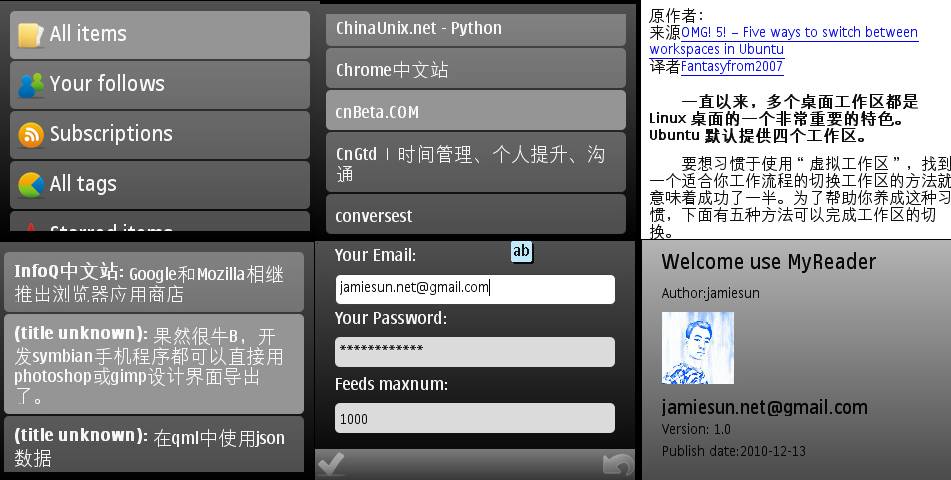 All items
Your follows
Subscriptions
All tags
Starred items
ChinaUnix.net - Python
Chrome中文站
cnBeta.COM
CnGtd | 时间管理、个人提升、沟
通
conversest
原作者:
来源OMG! 5! – Five ways to switch between
workspaces in Ubuntu
译者Fantasyfrom2007
一直以来，多个桌面工作区都是
Linux 桌面的一个非常重要的特色。
Ubuntu 默认提供四个工作区。
要想习惯于使用“虚拟工作区”，找到
一个适合你工作流程的切换工作区的方法就
意味着成功了一半。为了帮助你养成这种习
惯，下面有五种方法可以完成工作区的切
换。
InfoQ中文站: Google和Mozilla相继
推出浏览器应用商店
(title unknown): 果然很牛B，开
发symbian手机程序都可以直接用
photoshop或gimp设计界面导出
了。
(title unknown): 在qml中使用json
数据
Your Email:
ab
jamiesun.net@gmail.com
Your Password:
************
Feeds maxnum:
1000
Welcome use MyReader
Author:jamiesun
jamiesun.net@gmail.com
Version: 1.0
Publish date:2010-12-13